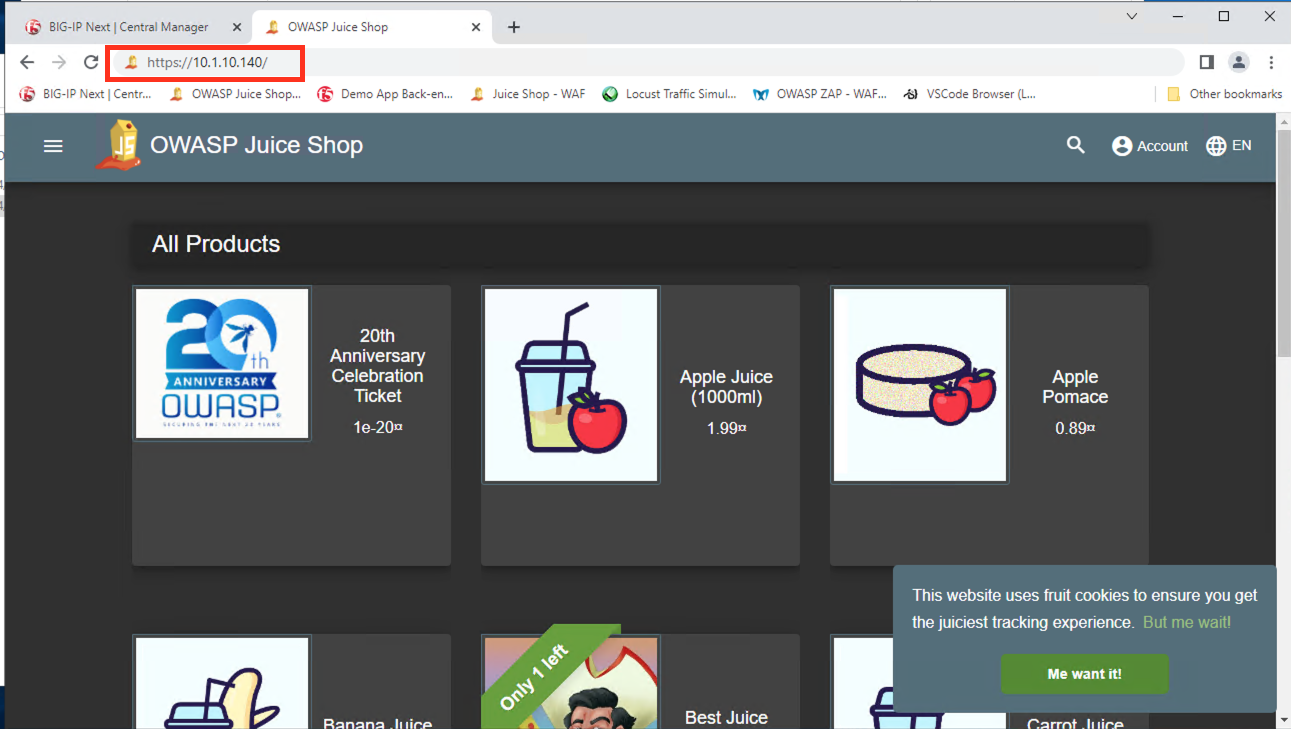 BIG-IP Next | Central Manager
OWASP Juice Shop
https://10.1.10.140/
BIG-IP Next | Centr...
OWASP Juice Shop...
Demo App Back-en...
Juice Shop - WAF
Locust Traffic Simul...
OWASP ZAP - WAF...
VSCode Browser (L...
Other bookmarks
JS
OWASP Juice Shop
Account
EN
All Products
20th
ANNIVERSARY
OWASP
SECURING THE NEXT 20 YEARS
20th
Anniversary
Celebration
Ticket
1e-20¤
Apple Juice
(1000ml)
1.99¤
Apple
Pomace
0.89¤
Banana Juice
Only 1 left
Best Juice
Carrot Juice
This website uses fruit cookies to ensure you get
the juiciest tracking experience. But me wait!
Me want it!